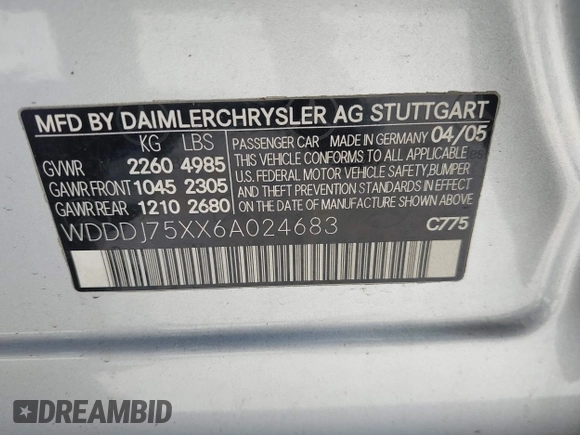 MFD BY DAIMLERCHRYSLER AG STUTTGART
KG LBS PASSENGER CAR MADE IN GERMANY 04/05
GVWR 2260 4985
GAWR FRONT 1045 2305
GAWR REAR 1210 2680
THIS VEHICLE CONFORMS TO ALL APPLICABLE
U.S. FEDERAL MOTOR VEHICLE SAFETY, BUMPER
AND THEFT PREVENTION STANDARDS IN EFFECT
ON THE DATE OF MANUFACTURE SHOWN ABOVE.
WDDDJ75XX6A024683 C775
DREAMBID